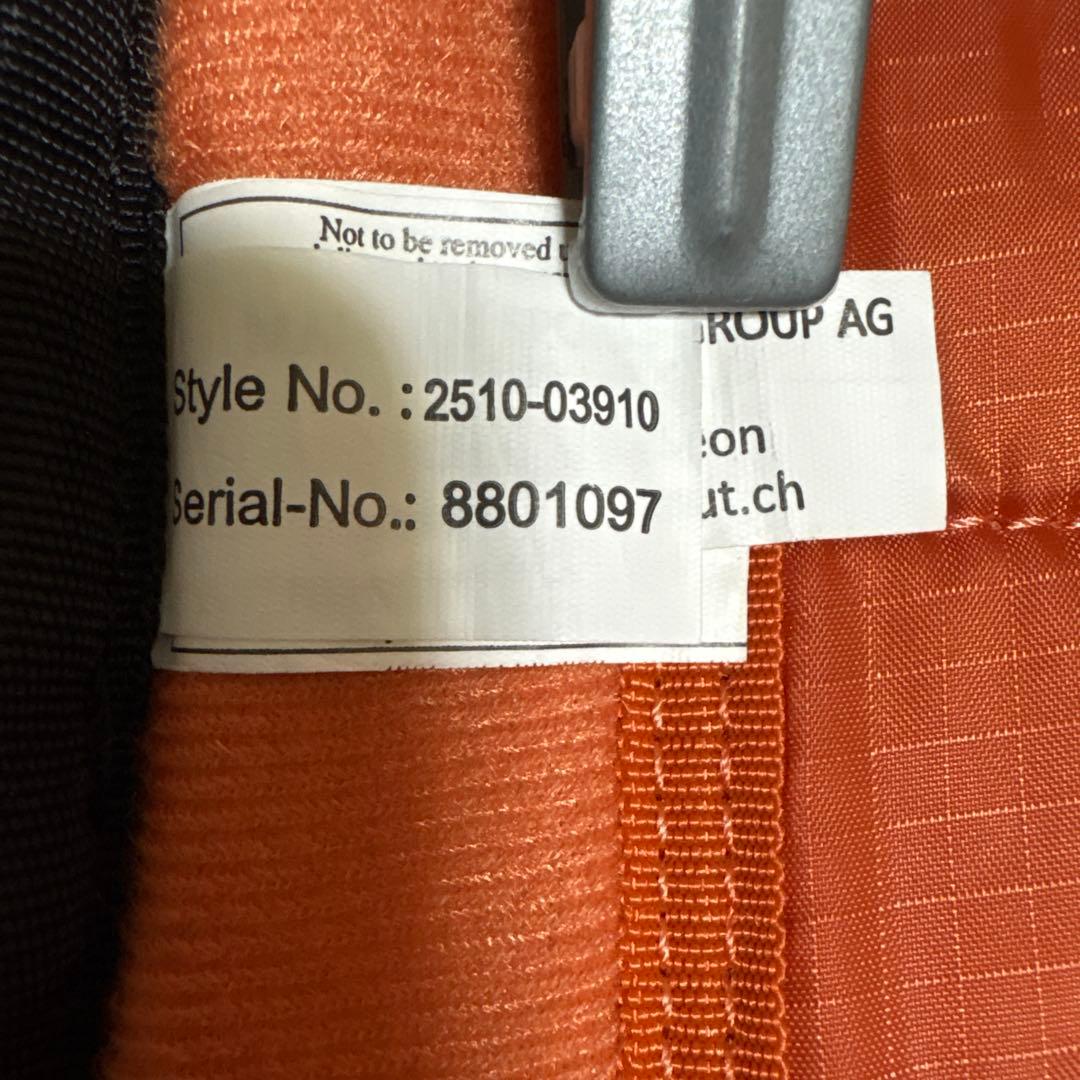 Not to be removed
Style No. : 2510-03910
Serial-No.: 8801097
ROUP AG
eon
ut.ch